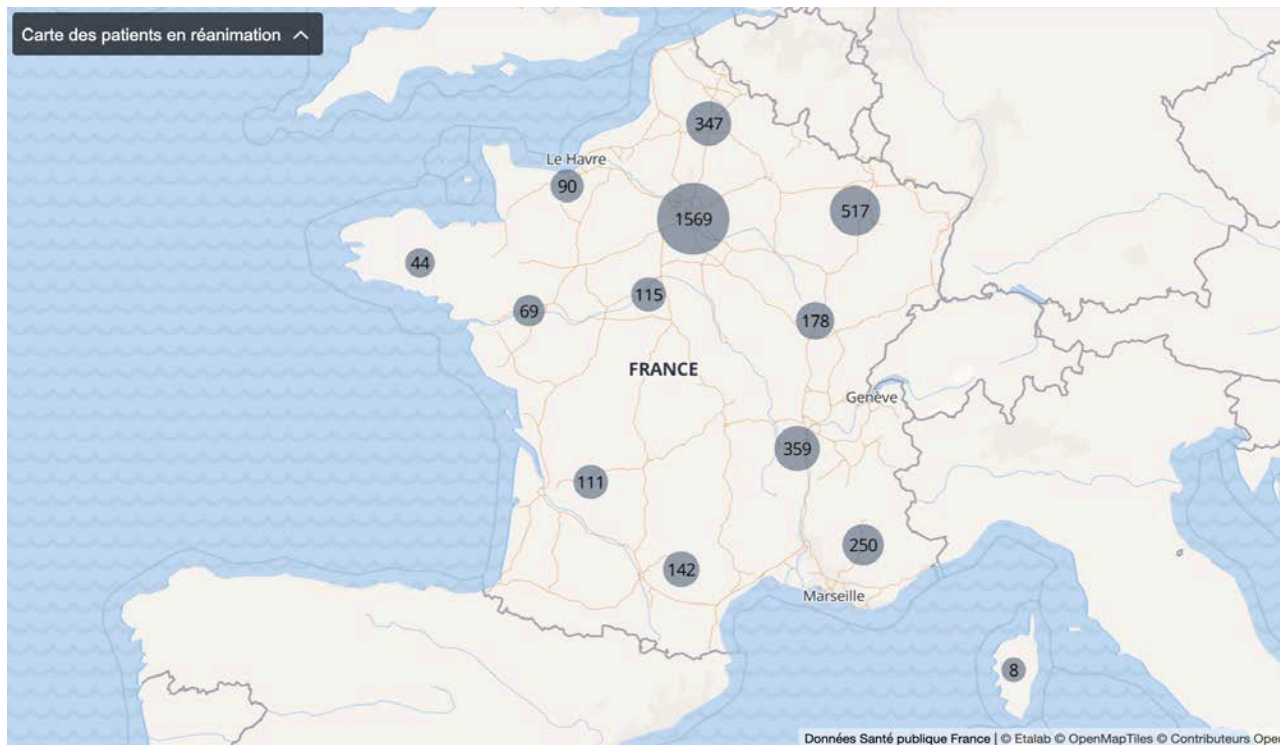 Carte des patients en réanimation
347
Le Havre
90
1569
517
44
115
69
178
FRANCE
Genève
359
111
250
142
Marseille
8
Données Santé publique France | © Etalab © OpenMapTiles © Contributeurs Ope